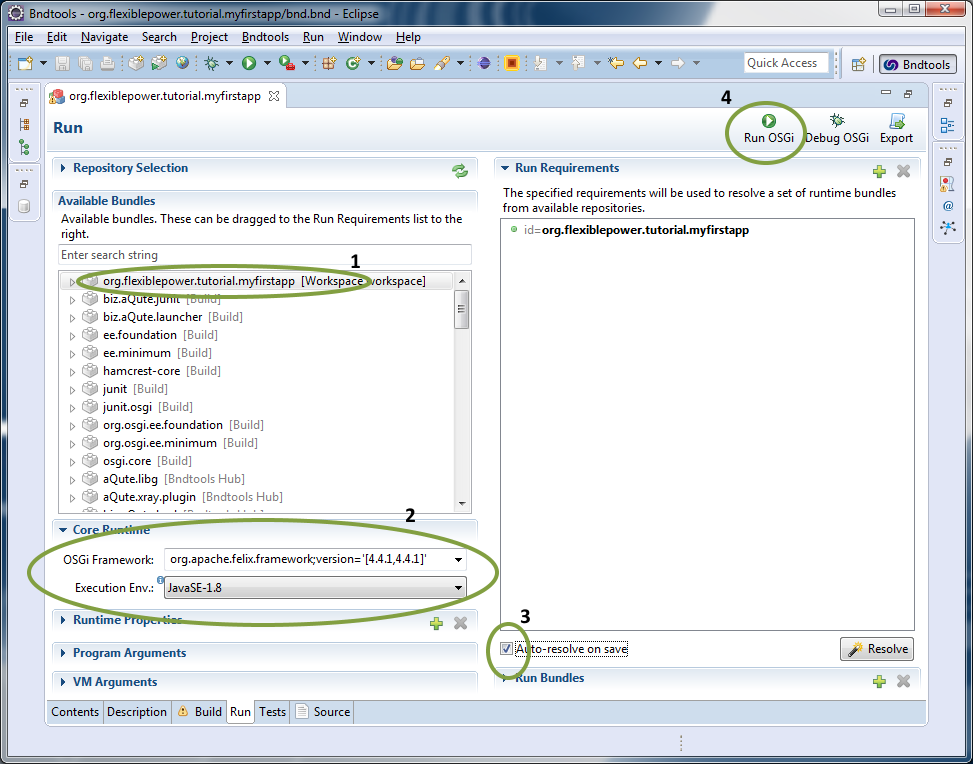 Bndtools - org.flexiblepower.tutorial.myfirstapp/bnd.bnd - Eclipse
File Edit Navigate Search Project Bndtools Run Window Help
Quick Access
Bndtools
org.flexiblepower.tutorial.myfirstapp
4
Run
Run OSGi
Debug OSGi
Export
Repository Selection
Available Bundles
Available bundles. These can be dragged to the Run Requirements list to the
right.
Enter search string
1
org.flexiblepower.tutorial.myfirstapp [Workspace workspace]
biz.aQute.junit [Build]
biz.aQute.launcher [Build]
ee.foundation [Build]
ee.minimum [Build]
hamcrest-core [Build]
junit [Build]
junit.osgi [Build]
org.osgi.ee.foundation [Build]
org.osgi.ee.minimum [Build]
osgi.core [Build]
aQute.libg [Bndtools Hub]
aQute.xray.plugin [Bndtools Hub]
2
Core Runtime
OSGi Framework: org.apache.felix.framework;version='[4.4.1,4.4.1]'
Execution Env.: JavaSE-1.8
Runtime Properties
Program Arguments
VM Arguments
Run Requirements
The specified requirements will be used to resolve a set of runtime bundles
from available repositories.
id=org.flexiblepower.tutorial.myfirstapp
3
Auto-resolve on save
Resolve
Run Bundles
Contents Description Build Run Tests Source